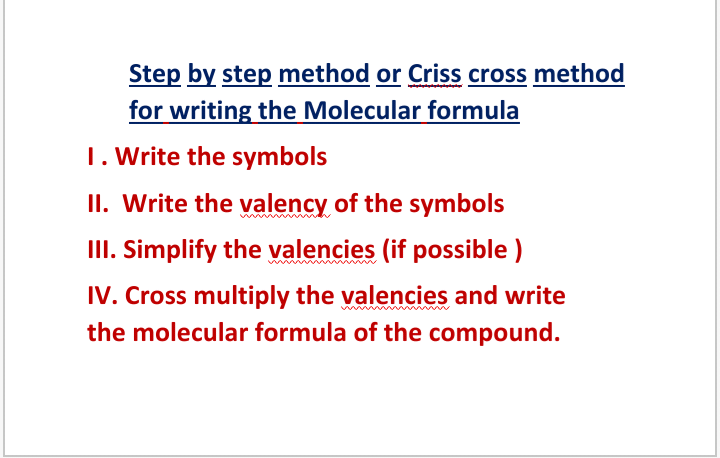 Step by step method or Criss cross method
for writing the Molecular formula
I . Write the symbols
II. Write the valency of the symbols
III. Simplify the valencies (if possible )
IV. Cross multiply the valencies and write
the molecular formula of the compound.